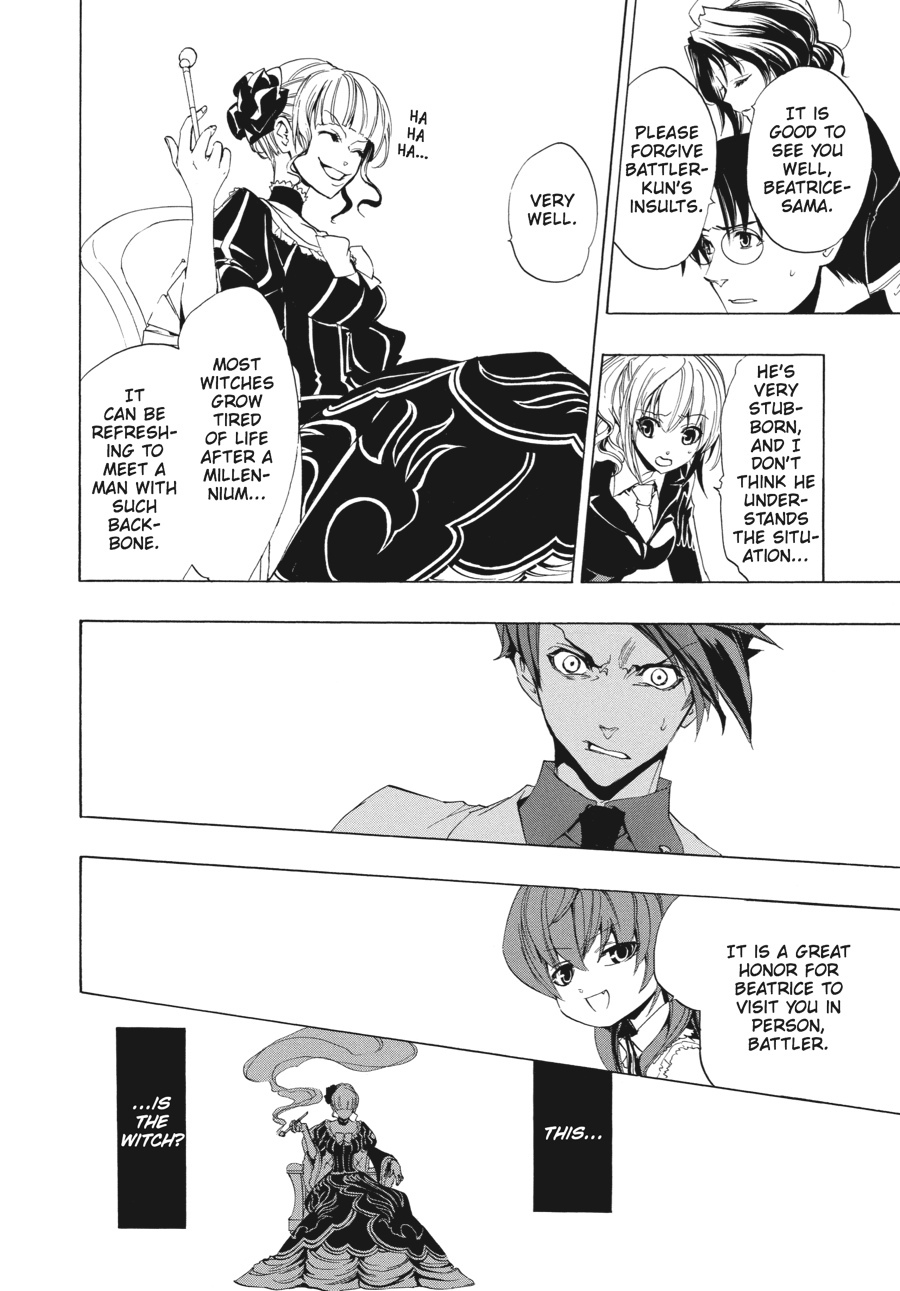 IT IS
GOOD TO
SEE YOU
WELL,
BEATRICE-
SAMA.
PLEASE
FORGIVE
BATTLER-
KUN'S
INSULTS.
HE'S
VERY
STUB-
BORN,
AND I
DON'T
THINK HE
UNDER-
STANDS
THE SITU-
ATION...
VERY
WELL.
HA
HA
HA...
MOST
WITCHES
GROW
TIRED
OF LIFE
AFTER A
MILLEN-
NIUM...
IT
CAN BE
REFRESH-
ING TO
MEET A
MAN WITH
SUCH
BACK-
BONE.
IT IS A GREAT
HONOR FOR
BEATRICE TO
VISIT YOU IN
PERSON,
BATTLER.
THIS...
...IS
THE
WITCH?